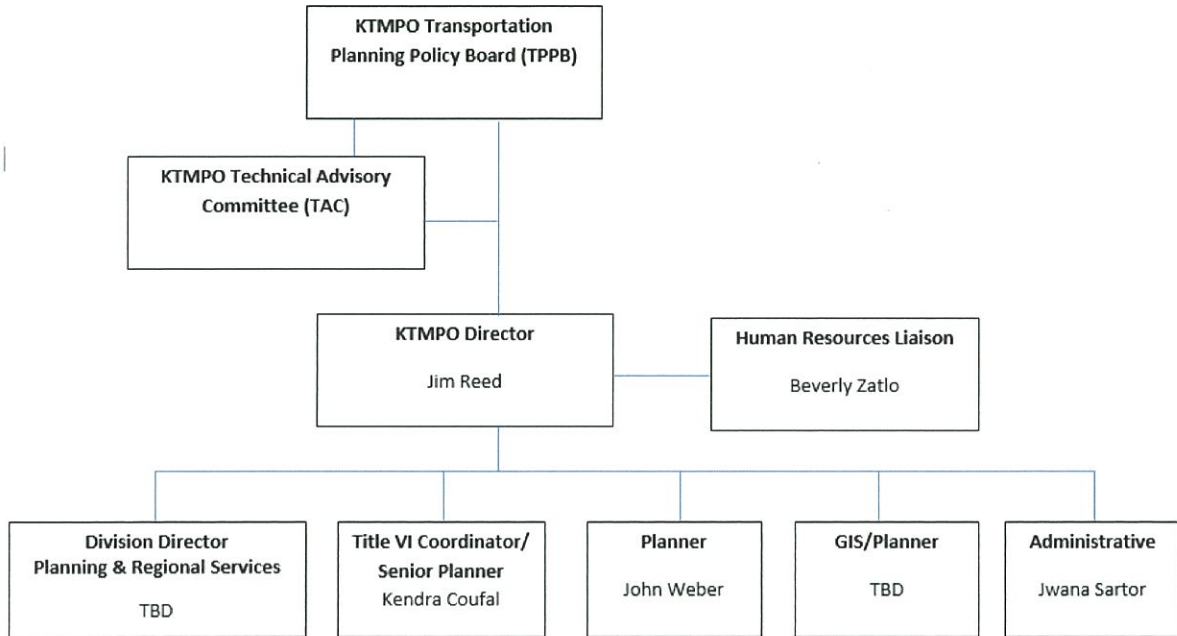 KTMPO Transportation
Planning Policy Board (TPPB)
KTMPO Technical Advisory
Committee (TAC)
KTMPO Director
Jim Reed
Human Resources Liaison
Beverly Zatlo
Division Director
Planning & Regional Services
TBD
Title VI Coordinator/
Senior Planner
Kendra Coufal
Planner
John Weber
GIS/Planner
TBD
Administrative
Jwana Sartor